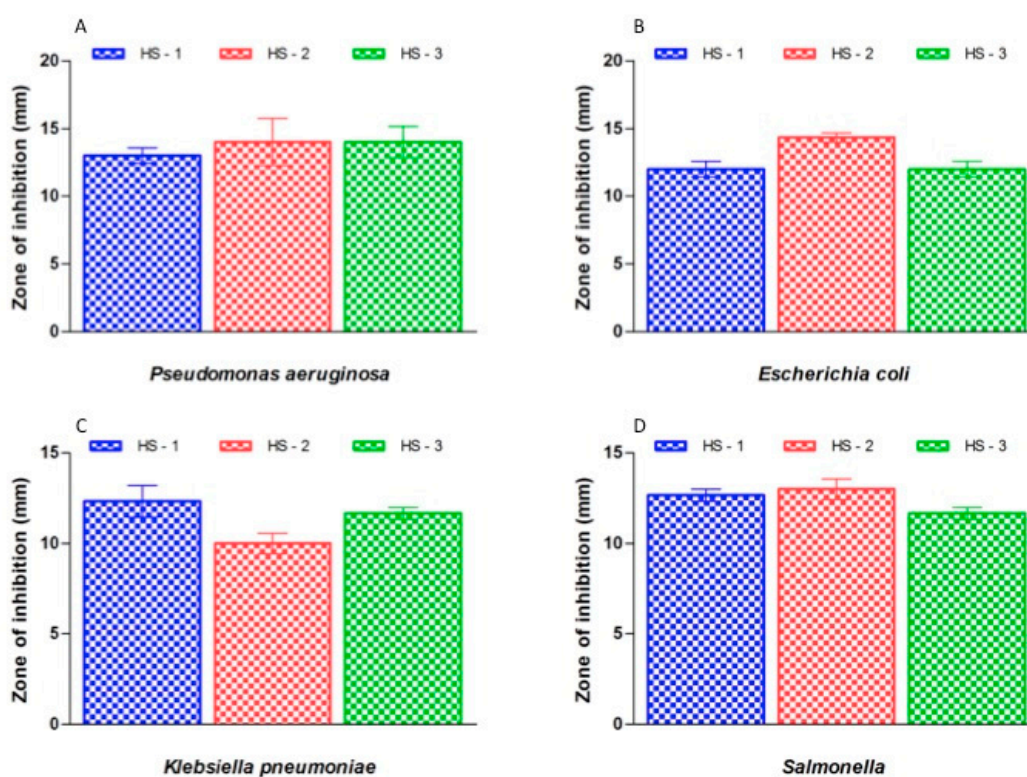 A
HS - 1 HS - 2 HS - 3
20
15
10
5
0
Zone of inhibition (mm)
Pseudomonas aeruginosa
B
HS - 1 HS - 2 HS - 3
20
15
10
5
0
Zone of inhibition (mm)
Escherichia coli
C
HS - 1 HS - 2 HS - 3
15
10
5
0
Zone of inhibition (mm)
Klebsiella pneumoniae
D
HS - 1 HS - 2 HS - 3
15
10
5
0
Zone of inhibition (mm)
Salmonella